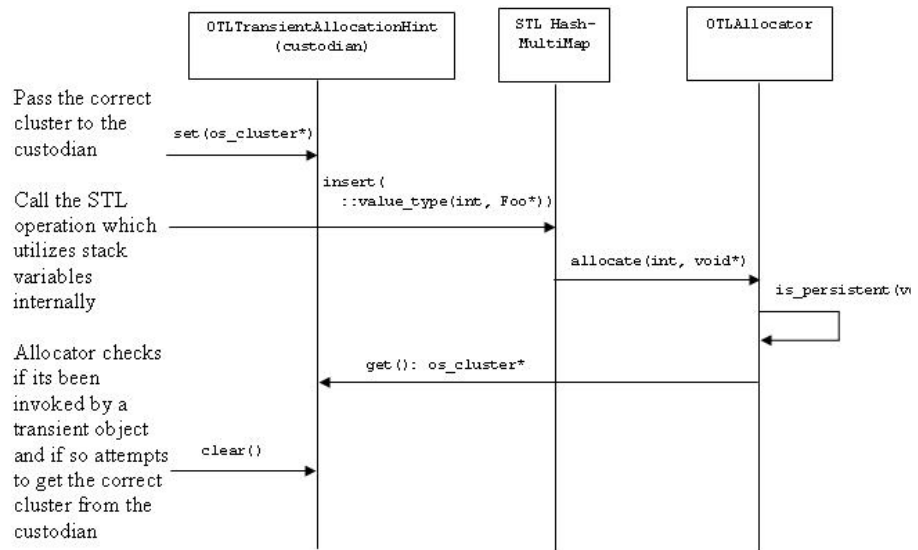 OTLTransientAllocationHint
(custodian)
STL Hash-
MultiMap
OTLAllocator
Pass the correct
cluster to the
custodian
set(os_cluster*)
insert(
::value_type(int, Foo*))
Call the STL
operation which
utilizes stack
variables
internally
allocate(int, void*)
is_persistent(vo
Allocator checks
if its been
invoked by a
transient object
and if so attempts
to get the correct
cluster from the
custodian
get(): os_cluster*
clear()